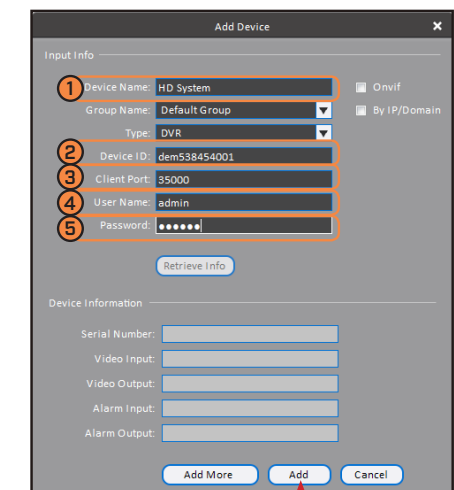 Add Device
Input Info
1 Device Name: HD System Onvif
Group Name: Default Group By IP/Domain
Type: DVR
2 Device ID: dem538454001
3 Client Port: 35000
4 User Name: admin
5 Password: ●●●●●●
Retrieve Info
Device Information
Serial Number:
Video Input:
Video Output:
Alarm Input:
Alarm Output:
Add More Add Cancel